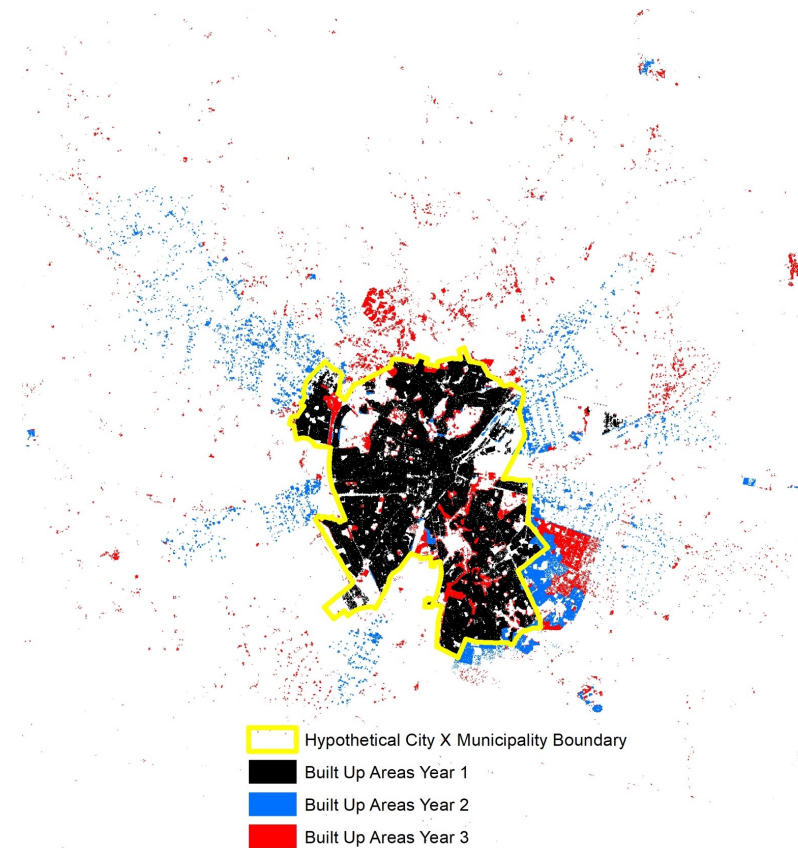 Hypothetical City X Municipality Boundary
Built Up Areas Year 1
Built Up Areas Year 2
Built Up Areas Year 3